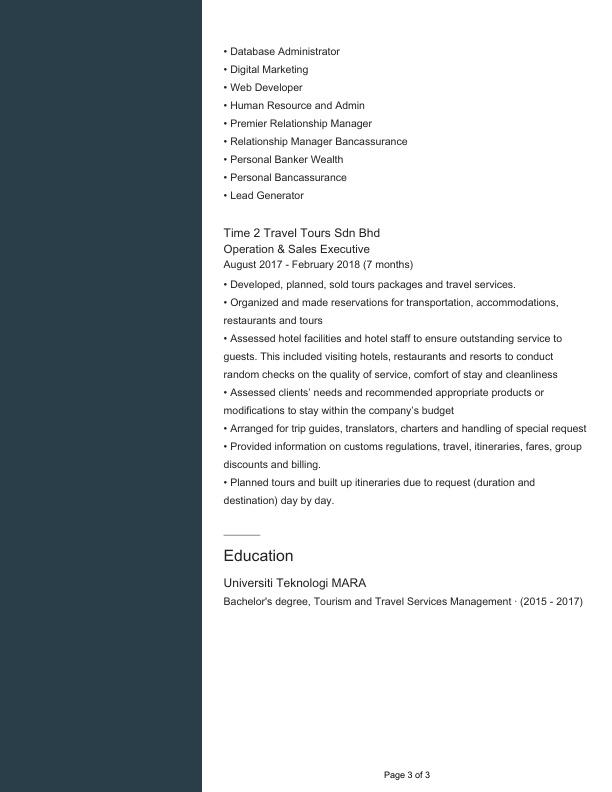 • Database Administrator
• Digital Marketing
• Web Developer
• Human Resource and Admin
• Premier Relationship Manager
• Relationship Manager Bancassurance
• Personal Banker Wealth
• Personal Bancassurance
• Lead Generator
Time 2 Travel Tours Sdn Bhd
Operation & Sales Executive
August 2017 - February 2018 (7 months)
• Developed, planned, sold tours packages and travel services.
• Organized and made reservations for transportation, accommodations,
restaurants and tours
• Assessed hotel facilities and hotel staff to ensure outstanding service to
guests. This included visiting hotels, restaurants and resorts to conduct
random checks on the quality of service, comfort of stay and cleanliness
• Assessed clients’ needs and recommended appropriate products or
modifications to stay within the company’s budget
• Arranged for trip guides, translators, charters and handling of special request
• Provided information on customs regulations, travel, itineraries, fares, group
discounts and billing.
• Planned tours and built up itineraries due to request (duration and
destination) day by day.
Education
Universiti Teknologi MARA
Bachelor's degree, Tourism and Travel Services Management · (2015 - 2017)
Page 3 of 3